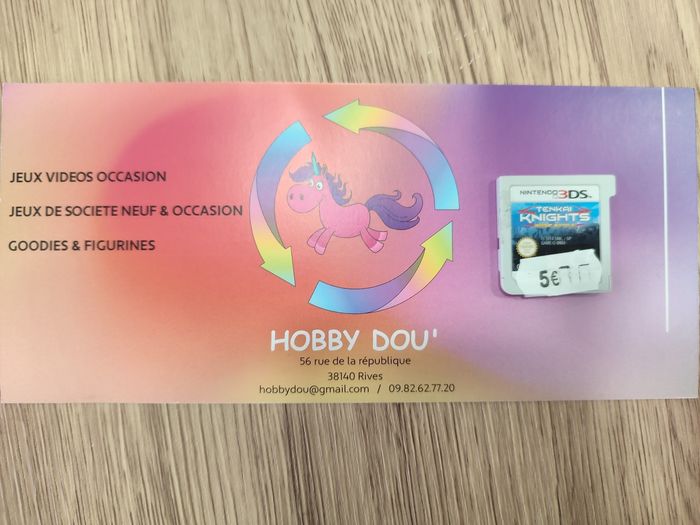 JEUX VIDEOS OCCASION
JEUX DE SOCIETE NEUF & OCCASION
GOODIES & FIGURINES
HOBBY DOU'
56 rue de la république
38140 Rives
hobbydou@gmail.com / 09.82.62.77.20
NINTENDO 3DS
TENKAI
KNIGHTS
5€